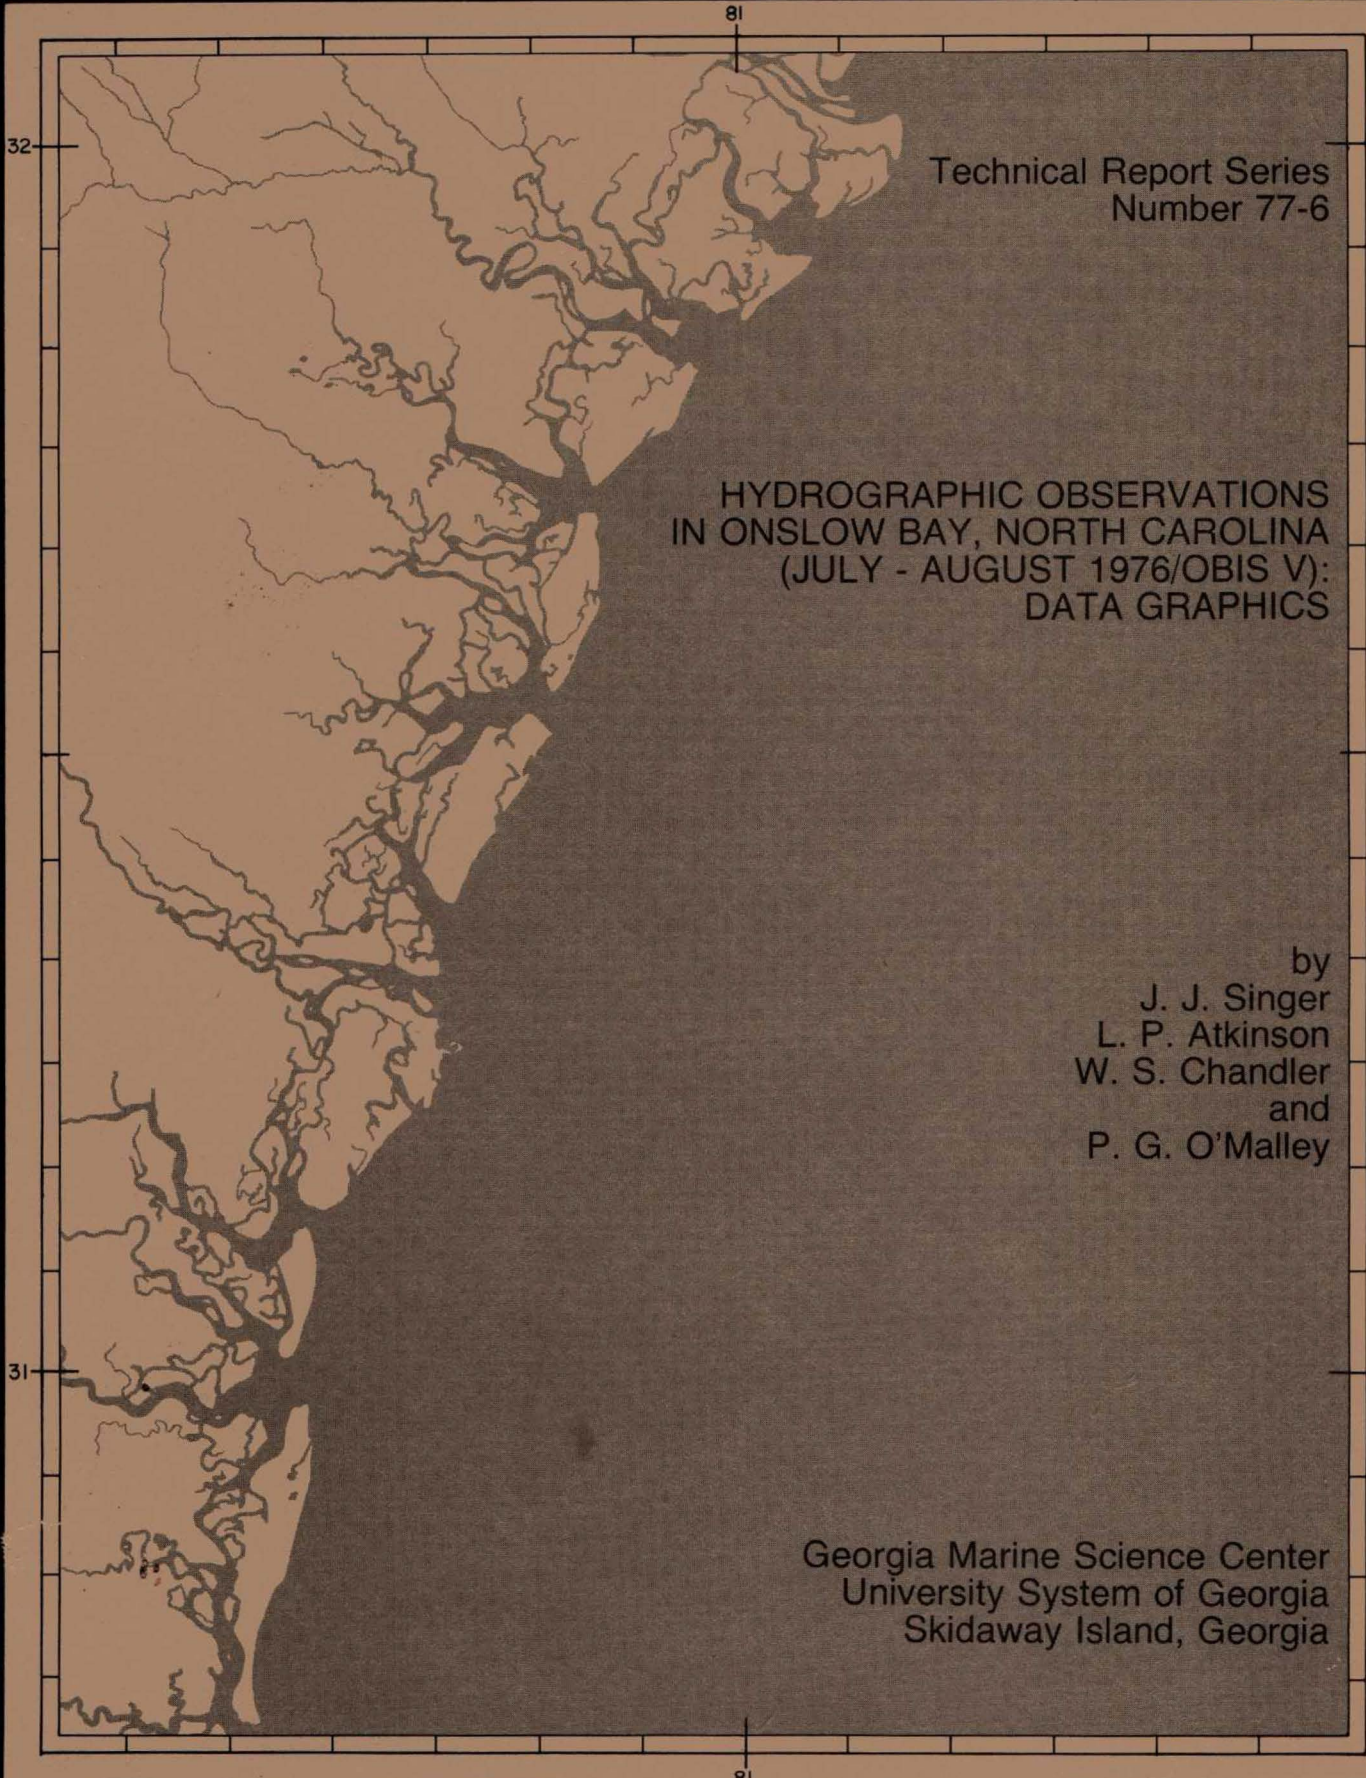 81
32
Technical Report Series
Number 77-6
HYDROGRAPHIC OBSERVATIONS
IN ONSLOW BAY, NORTH CAROLINA
(JULY - AUGUST 1976/OBIS V):
DATA GRAPHICS
by
J. J. Singer
L. P. Atkinson
W. S. Chandler
and
P. G. O'Malley
31
Georgia Marine Science Center
University System of Georgia
Skidaway Island, Georgia
81